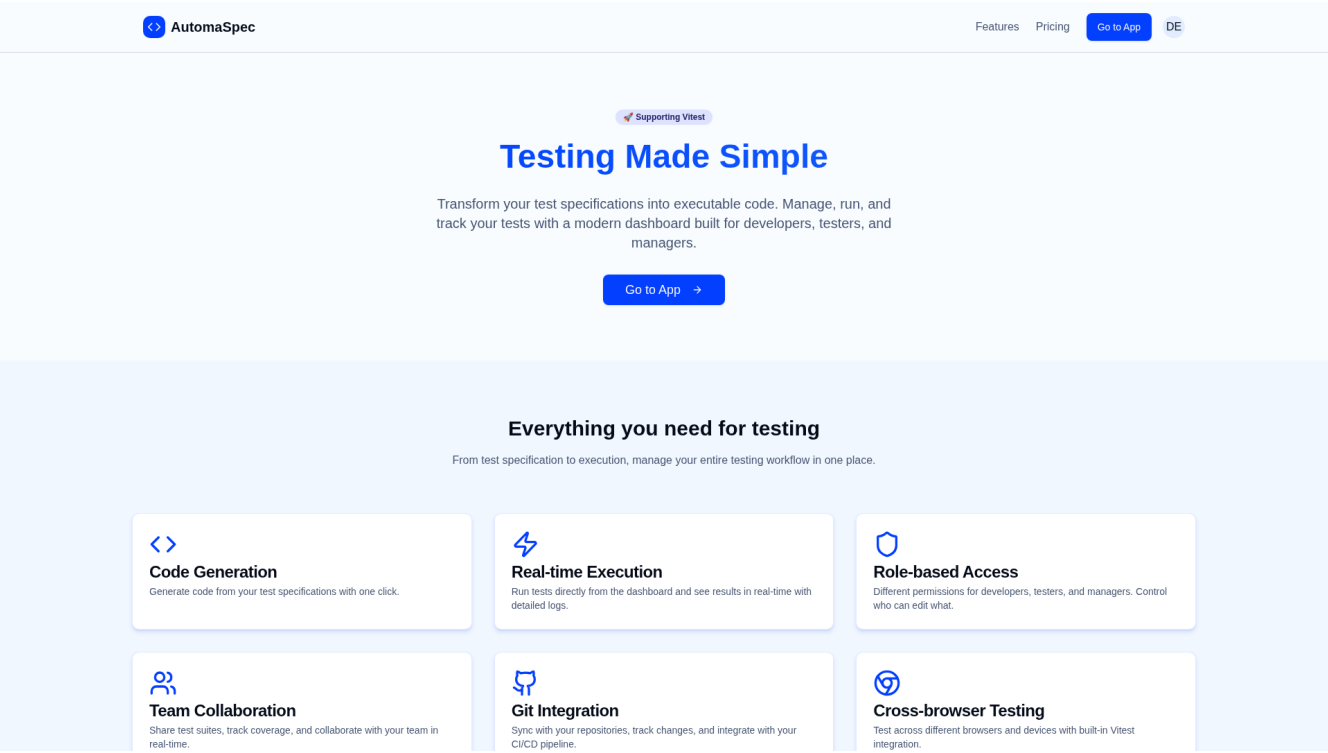 AutomaSpec
Features
Pricing
Go to App
DE
🚀 Supporting Vitest
Testing Made Simple
Transform your test specifications into executable code. Manage, run, and
track your tests with a modern dashboard built for developers, testers, and
managers.
Go to App
Everything you need for testing
From test specification to execution, manage your entire testing workflow in one place.
Code Generation
Generate code from your test specifications with one click.
Real-time Execution
Run tests directly from the dashboard and see results in real-time with
detailed logs.
Role-based Access
Different permissions for developers, testers, and managers. Control
who can edit what.
Team Collaboration
Share test suites, track coverage, and collaborate with your team in
real-time.
Git Integration
Sync with your repositories, track changes, and integrate with your
CI/CD pipeline.
Cross-browser Testing
Test across different browsers and devices with built-in Vitest
integration.